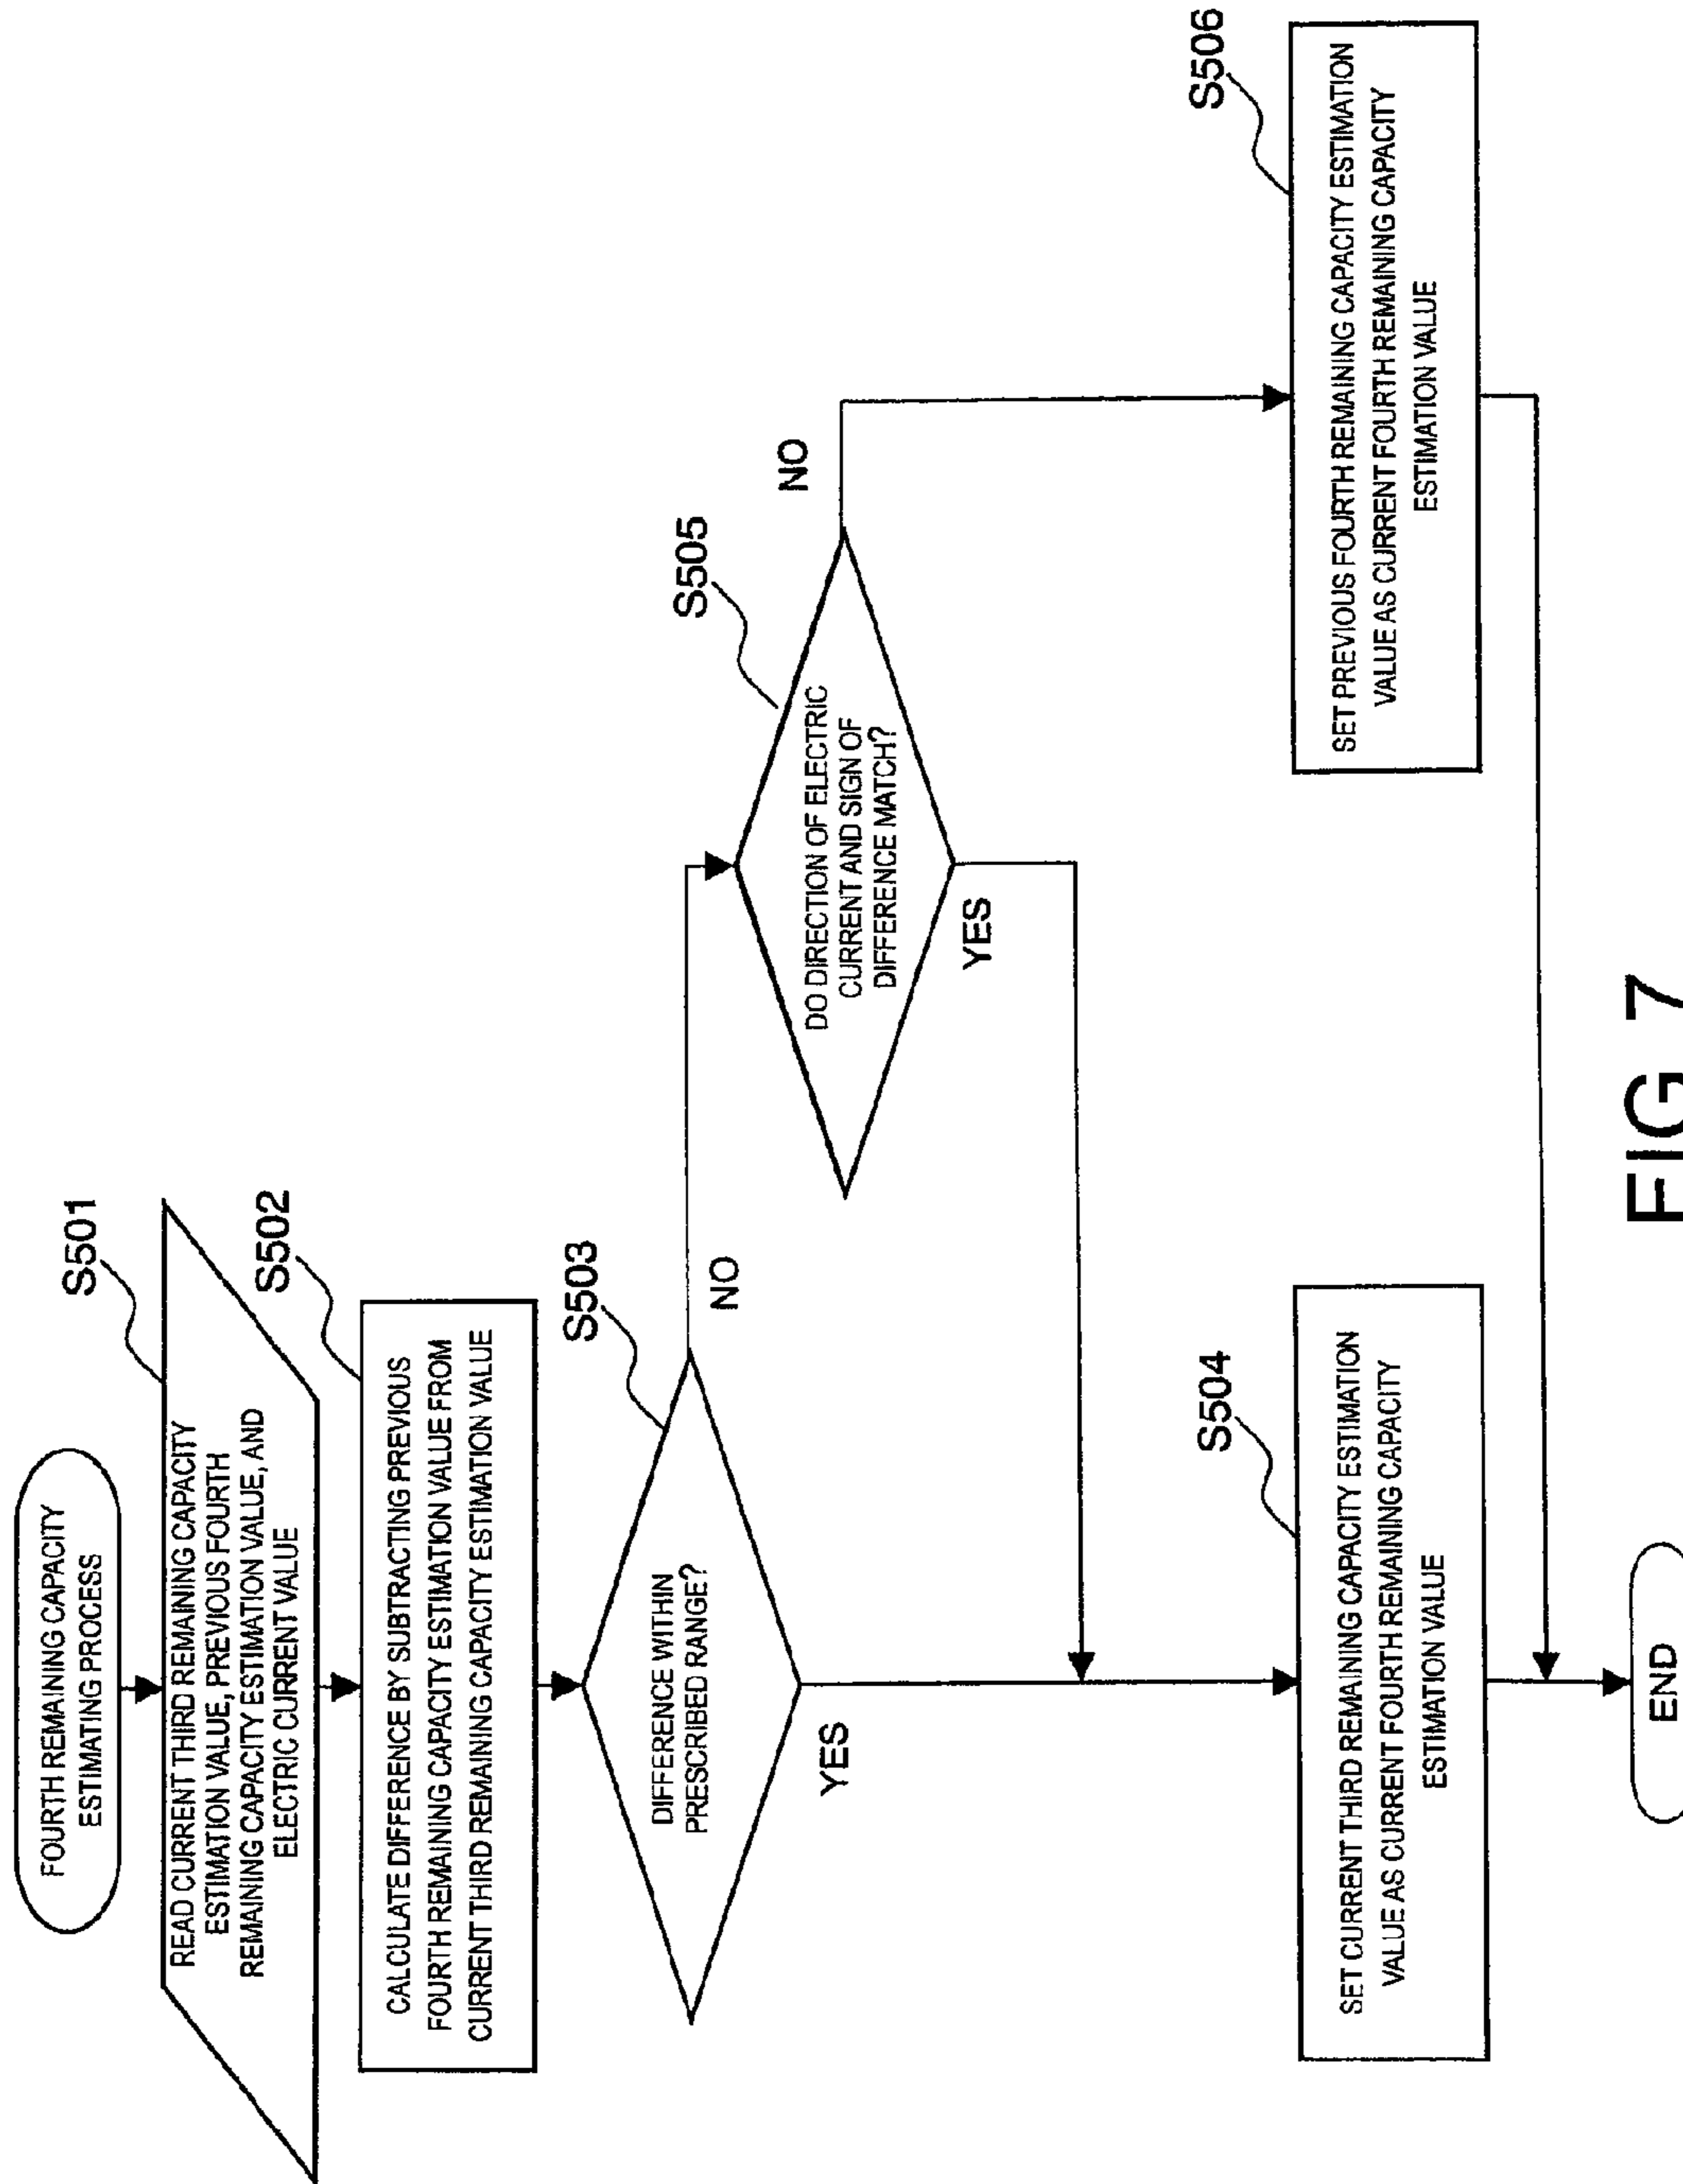 FOURTH REMAINING CAPACITY
ESTIMATING PROCESS
S501
READ CURRENT THIRD REMAINING CAPACITY
ESTIMATION VALUE, PREVIOUS FOURTH
REMAINING CAPACITY ESTIMATION VALUE, AND
ELECTRIC CURRENT VALUE
S502
CALCULATE DIFFERENCE BY SUBTRACTING PREVIOUS
FOURTH REMAINING CAPACITY ESTIMATION VALUE FROM
CURRENT THIRD REMAINING CAPACITY ESTIMATION VALUE
S503
DIFFERENCE WITHIN
PRESCRIBED RANGE?
NO
YES
S505
DO DIRECTION OF ELECTRIC
CURRENT AND SIGN OF
DIFFERENCE MATCH?
NO
YES
S504
SET CURRENT THIRD REMAINING CAPACITY ESTIMATION
VALUE AS CURRENT FOURTH REMAINING CAPACITY
ESTIMATION VALUE
S506
SET PREVIOUS FOURTH REMAINING CAPACITY ESTIMATION
VALUE AS CURRENT FOURTH REMAINING CAPACITY
ESTIMATION VALUE
END
FIG 7